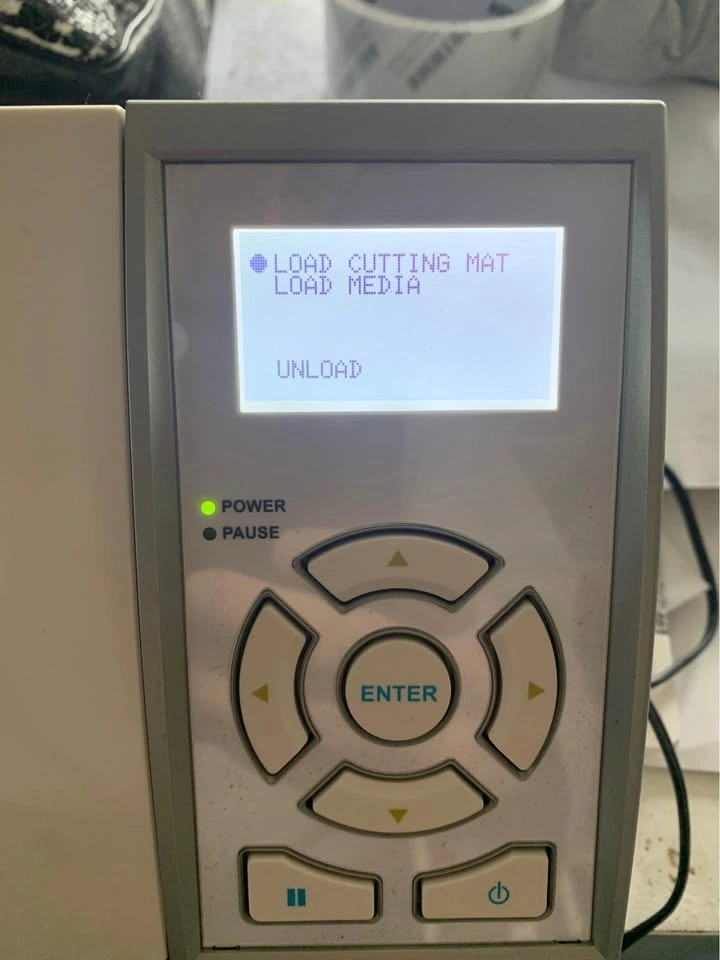 LOAD CUTTING MAT
LOAD MEDIA
UNLOAD
POWER
PAUSE
ENTER